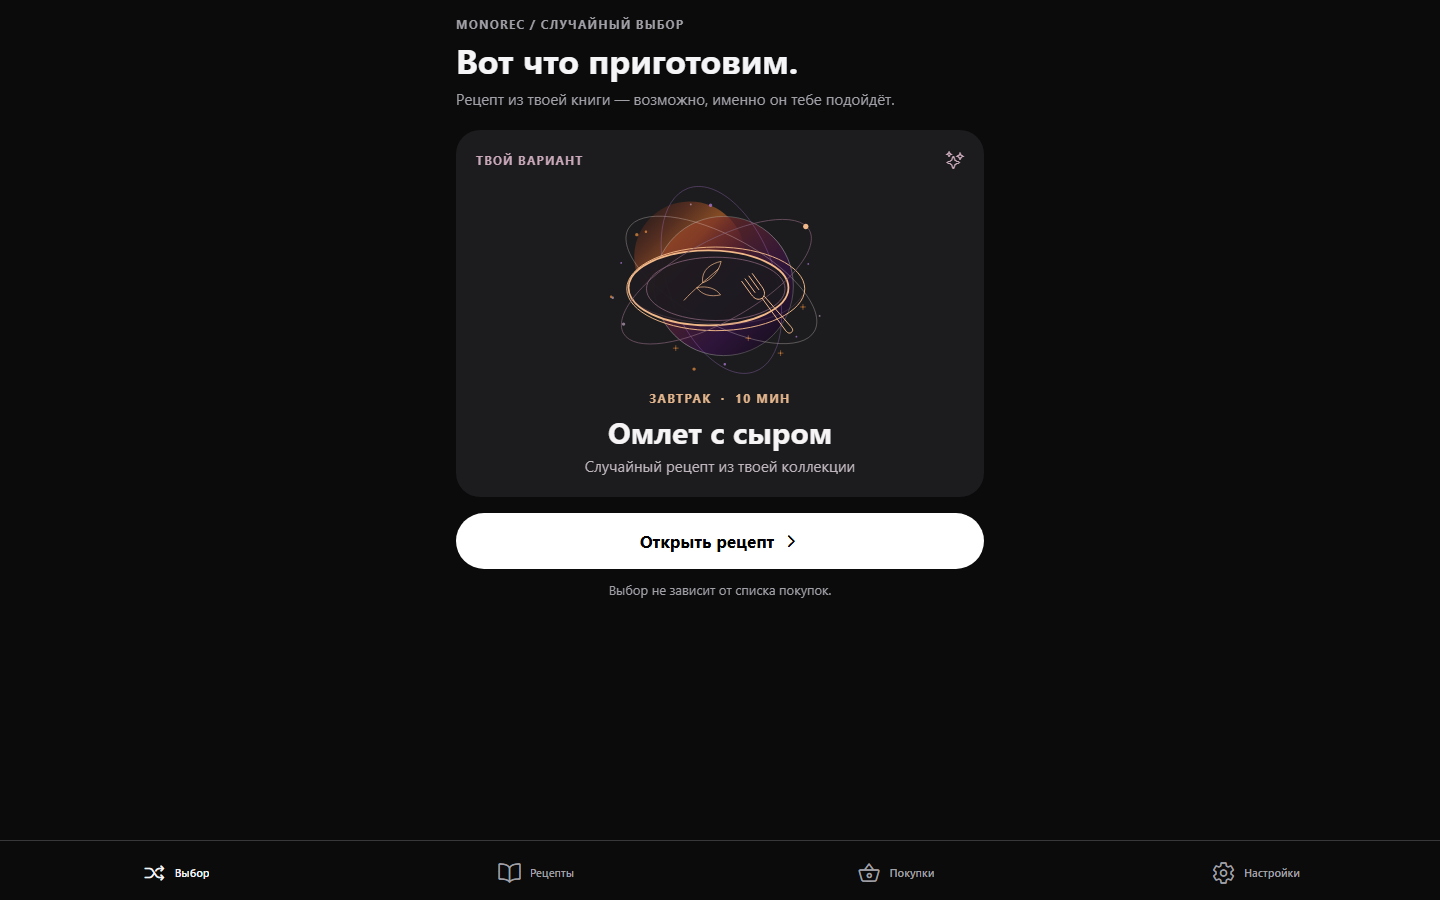 MONOREC / СЛУЧАЙНЫЙ ВЫБОР
Вот что приготовим.
Рецепт из твоей книги — возможно, именно он тебе подойдёт.
ТВОЙ ВАРИАНТ
ЗАВТРАК · 10 МИН
Омлет с сыром
Случайный рецепт из твоей коллекции
Открыть рецепт
Выбор не зависит от списка покупок.
Выбор
Рецепты
Покупки
Настройки